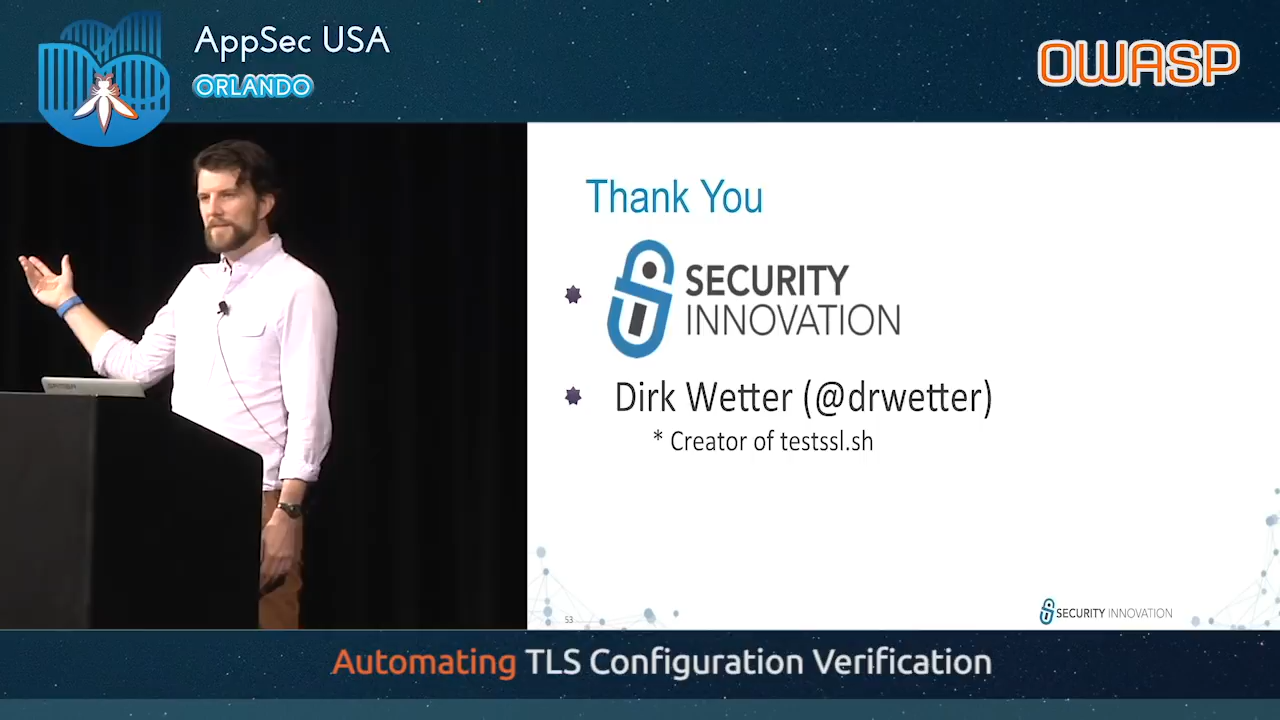 AppSec USA
ORLANDO
OWASP
Thank You
SECURITY
INNOVATION
Dirk Wetter (@drwetter)
* Creator of testssl.sh
53
SECURITY INNOVATION
Automating TLS Configuration Verification